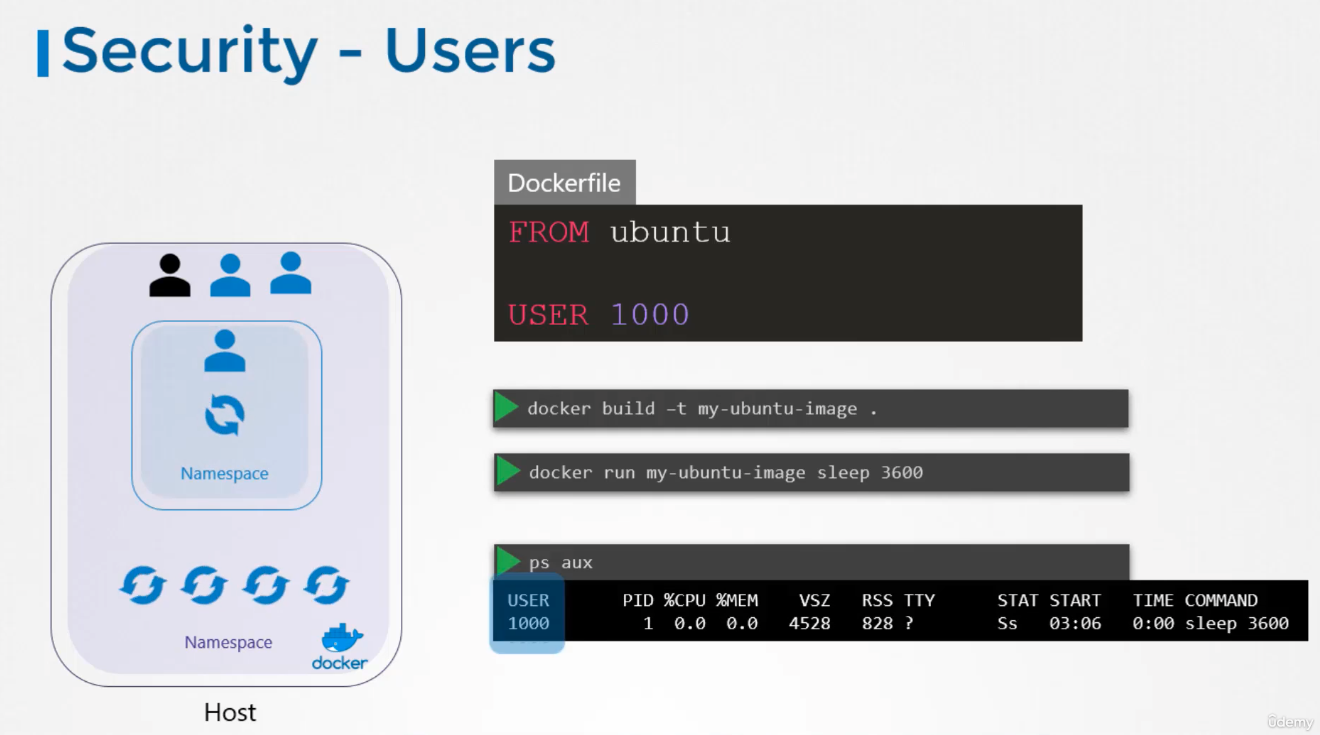 Security - Users
Dockerfile
FROM ubuntu
USER 1000
docker build –t my-ubuntu-image .
docker run my-ubuntu-image sleep 3600
ps aux
USER PID %CPU %MEM VSZ RSS TTY STAT START TIME COMMAND
1000 1 0.0 0.0 4528 828 ? Ss 03:06 0:00 sleep 3600
Namespace
Namespace
docker
Host
ûdemy